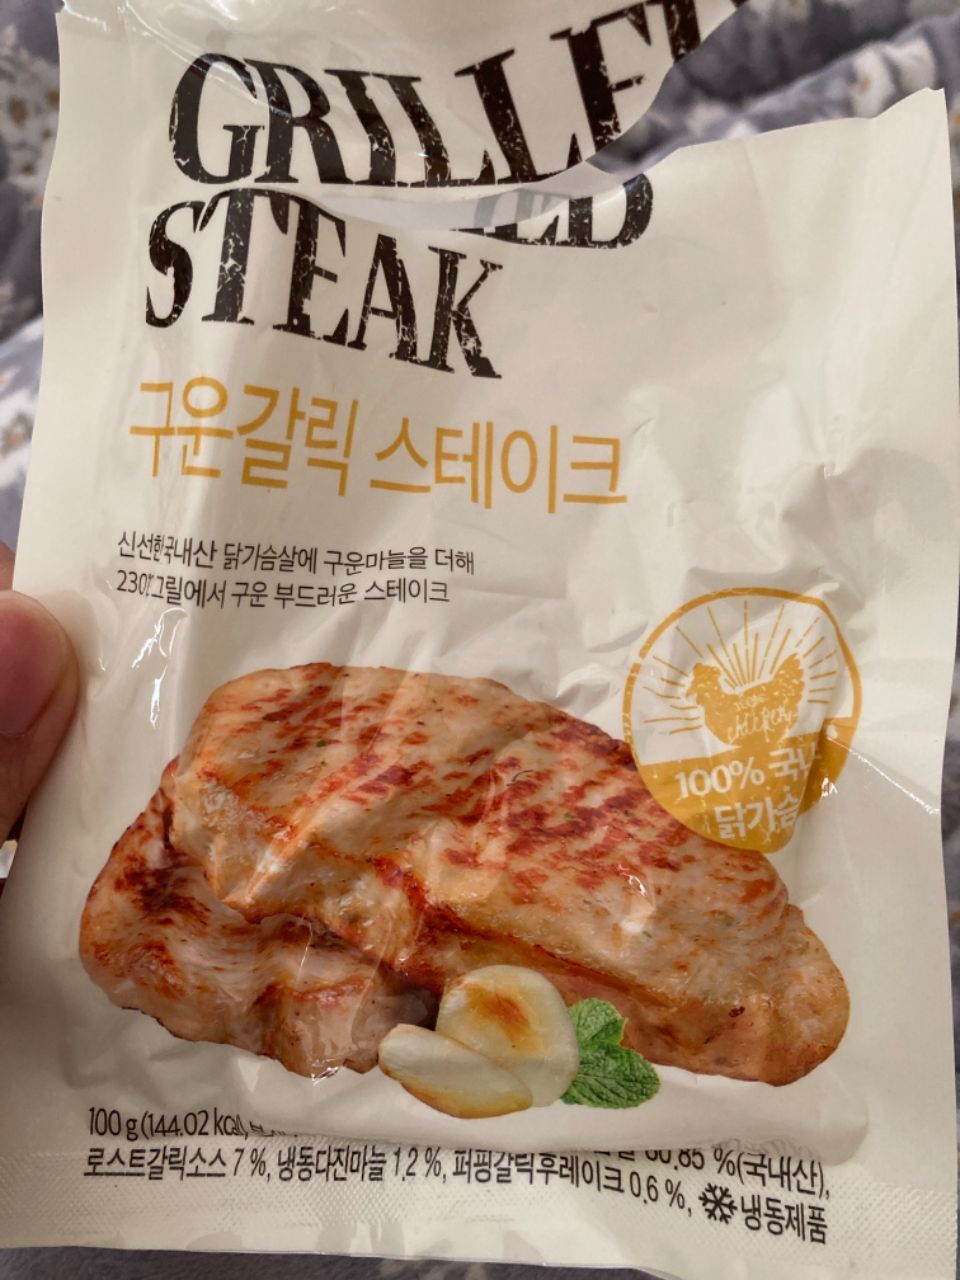 GRILLED
STEAK
구운갈릭 스테이크
신선한국내산 닭가슴살에 구운마늘을 더해
230℃그릴에서 구운 부드러운 스테이크
100% 국내
닭가슴
100 g (144.02 kcal),
%(국내산),
로스트갈릭소스 7 %, 냉동다진마늘 1.2 %, 퍼핑갈릭후레이크 0.6 %,
냉동제품